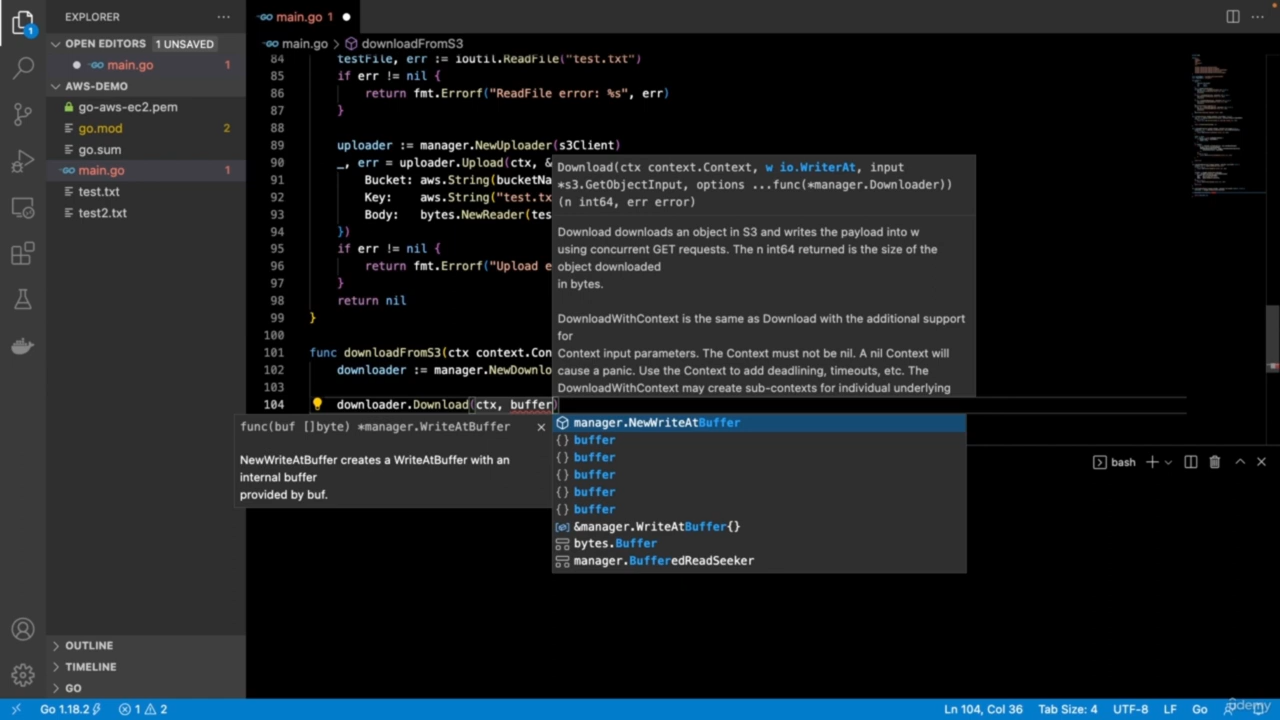 EXPLORER
main.go 1
OPEN EDITORS 1 UNSAVED
main.go 1
AWS-DEMO
go-aws-ec2.pem
go.mod 2
go.sum
main.go 1
test.txt
test2.txt
OUTLINE
TIMELINE
GO
main.go > downloadFromS3
84 testFile, err := ioutil.ReadFile("test.txt")
85 if err != nil {
86 return fmt.Errorf("ReadFile error: %s", err)
87 }
88
89 uploader := manager.NewUploader(s3Client)
90 _, err = uploader.Upload(ctx, &
91 Bucket: aws.String(bucketNa
92 Key: aws.String("test.tx
93 Body: bytes.NewReader(tes
94 })
95 if err != nil {
96 return fmt.Errorf("Upload e
97 }
98 return nil
99 }
100
101 func downloadFromS3(ctx context.Con
102 downloader := manager.NewDownlo
103
104 downloader.Download(ctx, buffer)
Download(ctx context.Context, w io.WriterAt, input
*s3.GetObjectInput, options ...func(*manager.Downloader))
(n int64, err error)
Download downloads an object in S3 and writes the payload into w
using concurrent GET requests. The n int64 returned is the size of the
object downloaded
in bytes.
DownloadWithContext is the same as Download with the additional support
for
Context input parameters. The Context must not be nil. A nil Context will
cause a panic. Use the Context to add deadlining, timeouts, etc. The
DownloadWithContext may create sub-contexts for individual underlying
func(buf []byte) *manager.WriteAtBuffer
NewWriteAtBuffer creates a WriteAtBuffer with an
internal buffer
provided by buf.
manager.NewWriteAtBuffer
{} buffer
{} buffer
{} buffer
{} buffer
{} buffer
&manager.WriteAtBuffer{}
bytes.Buffer
manager.BufferedReadSeeker
bash
Go 1.18.2 1 2
Ln 104, Col 36 Tab Size: 4 UTF-8 LF Go
udemy